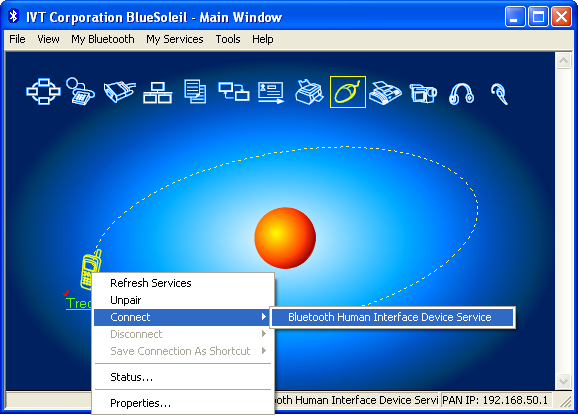 IVT Corporation BlueSoleil - Main Window
File View My Bluetooth My Services Tools Help
Refresh Services
Unpair
Connect
Bluetooth Human Interface Device Service
Disconnect
Save Connection As Shortcut
Status...
Properties...
ooth Human Interface Device Servi PAN IP: 192.168.50.1